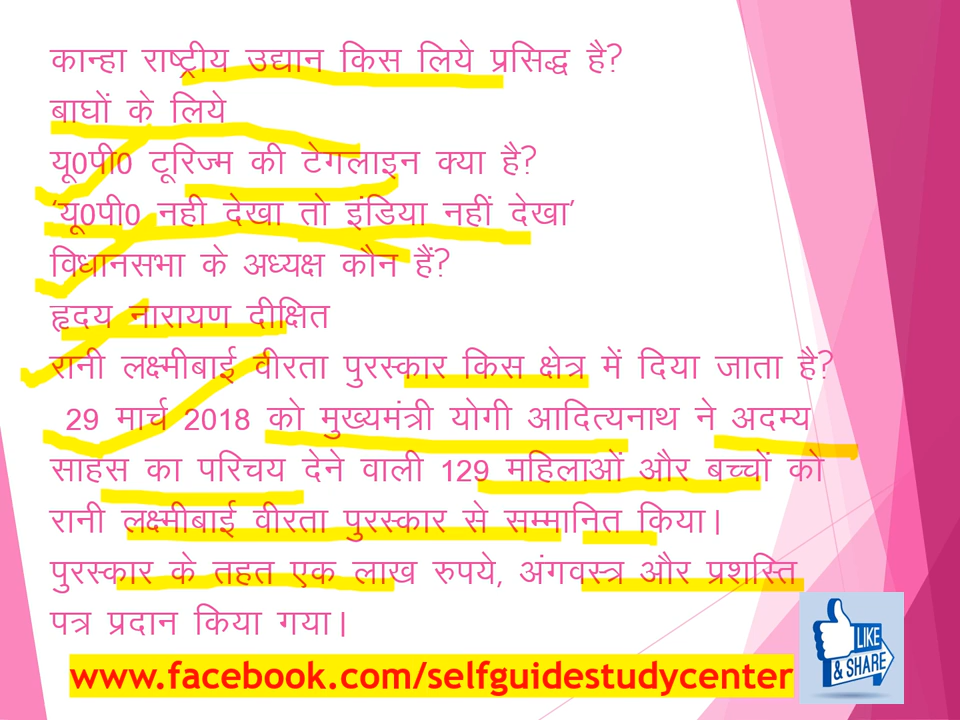 कान्हा राष्ट्रीय उद्यान किस लिये प्रसिद्ध है?
बाघों के लिये
यू0पी0 टूरिज्म की टेगलाइन क्या है?
‘यू0पी0 नही देखा तो इंडिया नहीं देखा’
विधानसभा के अध्यक्ष कौन हैं?
हृदय नारायण दीक्षित
रानी लक्ष्मीबाई वीरता पुरस्कार किस क्षेत्र में दिया जाता है?
29 मार्च 2018 को मुख्यमंत्री योगी आदित्यनाथ ने अदम्य
साहस का परिचय देने वाली 129 महिलाओं और बच्चों को
रानी लक्ष्मीबाई वीरता पुरस्कार से सम्मानित किया।
पुरस्कार के तहत एक लाख रुपये, अंगवस्त्र और प्रशस्ति
पत्र प्रदान किया गया।
www.facebook.com/selfguidestudycenter
LIKE
& SHARE